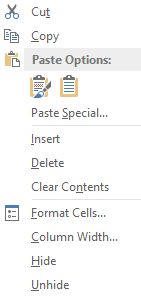 Cut
Copy
Paste Options:
Paste Special...
Insert
Delete
Clear Contents
Format Cells...
Column Width...
Hide
Unhide